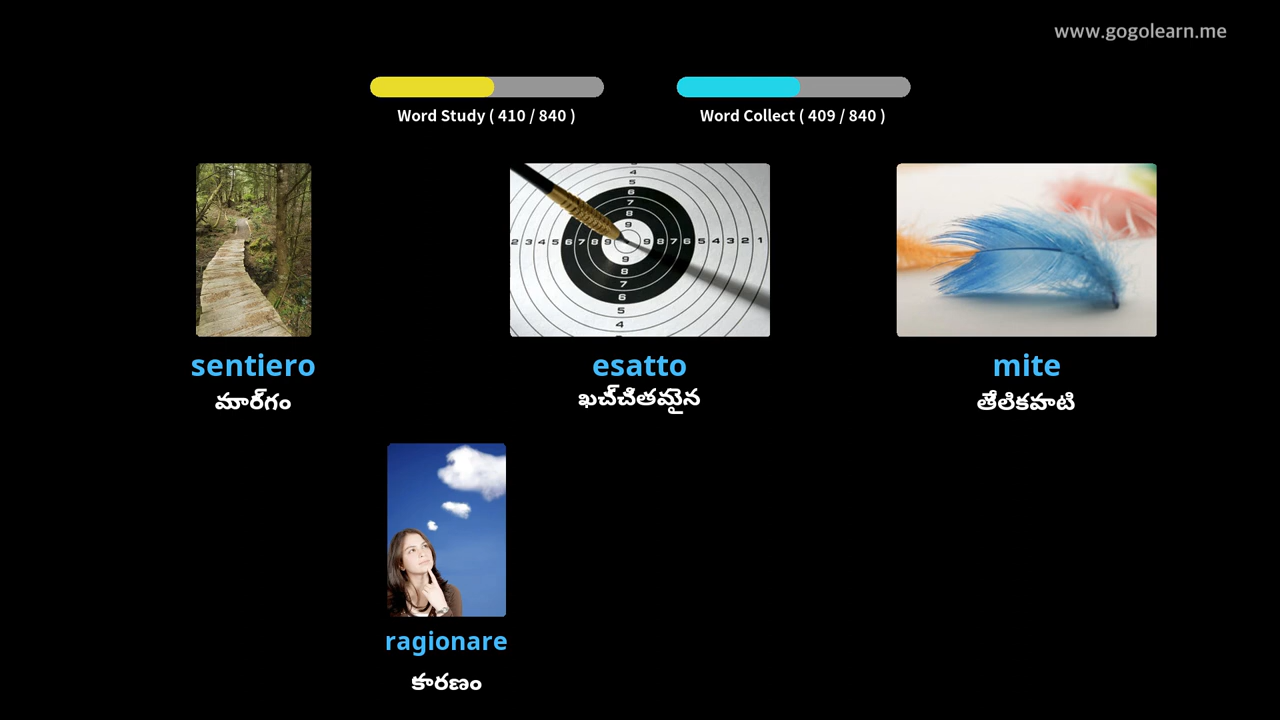 www.gogolearn.me
Word Study ( 410 / 840 )
Word Collect ( 409 / 840 )
sentiero
మార్గం
esatto
ఖచ్చితమైన
mite
తేలికపాటి
ragionare
కారణం